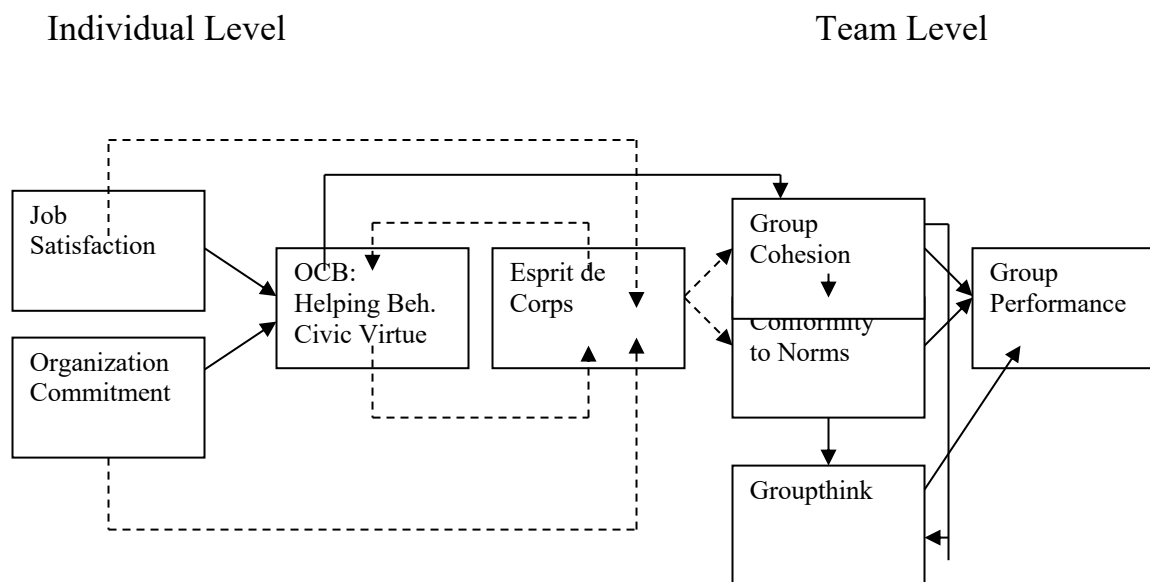 Individual Level
Team Level
Job
Satisfaction
Organization
Commitment
OCB:
Helping Beh.
Civic Virtue
Esprit de
Corps
Group
Cohesion
Conformity
to Norms
Groupthink
Group
Performance